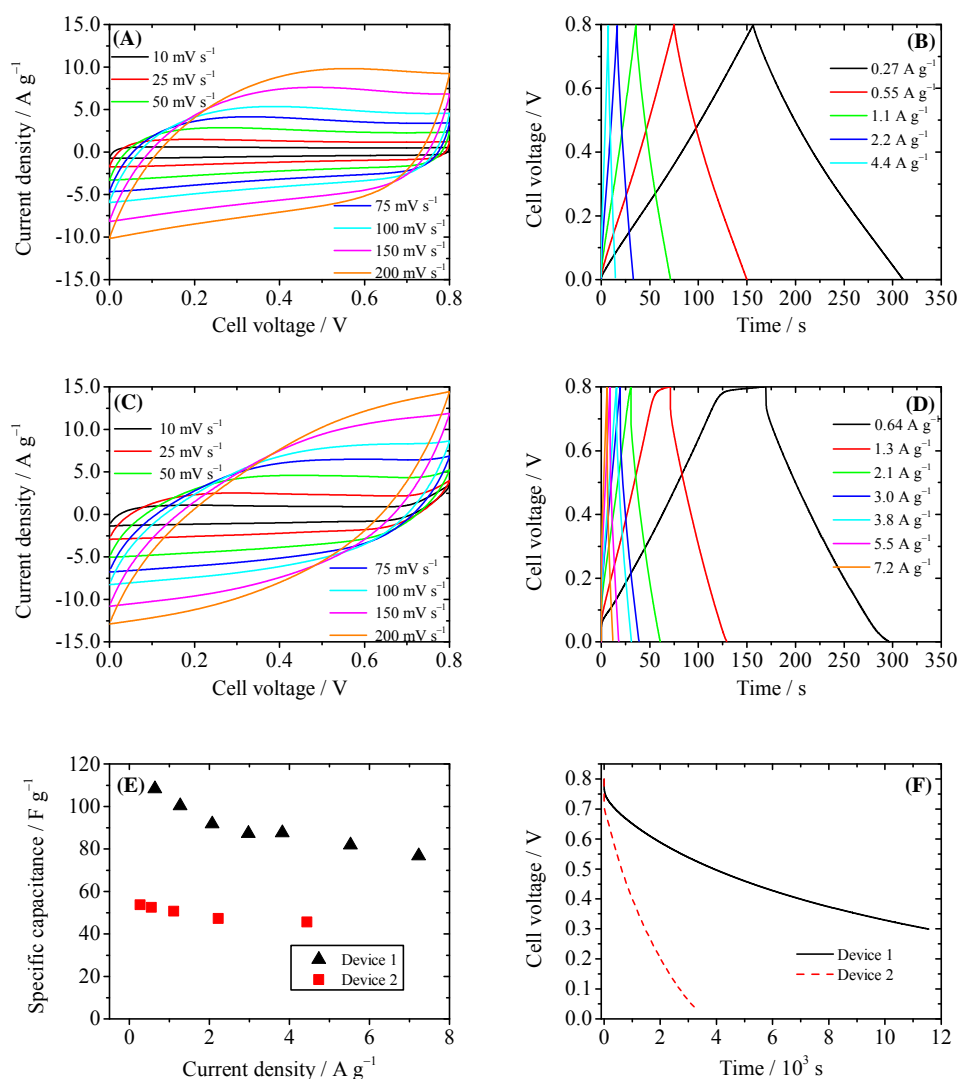 (A)
15.0
10.0
5.0
0.0
-5.0
-10.0
-15.0
Current density / A g⁻¹
10 mV s⁻¹
25 mV s⁻¹
50 mV s⁻¹
75 mV s⁻¹
100 mV s⁻¹
150 mV s⁻¹
200 mV s⁻¹
0.0 0.2 0.4 0.6 0.8
Cell voltage / V
(B)
0.8
0.6
0.4
0.2
0.0
Cell voltage / V
0.27 A g⁻¹
0.55 A g⁻¹
1.1 A g⁻¹
2.2 A g⁻¹
4.4 A g⁻¹
0 50 100 150 200 250 300 350
Time / s
(C)
15.0
10.0
5.0
0.0
-5.0
-10.0
-15.0
Current density / A g⁻¹
10 mV s⁻¹
25 mV s⁻¹
50 mV s⁻¹
75 mV s⁻¹
100 mV s⁻¹
150 mV s⁻¹
200 mV s⁻¹
0.0 0.2 0.4 0.6 0.8
Cell voltage / V
(D)
0.8
0.6
0.4
0.2
0.0
Cell voltage / V
0.64 A g⁻¹
1.3 A g⁻¹
2.1 A g⁻¹
3.0 A g⁻¹
3.8 A g⁻¹
5.5 A g⁻¹
7.2 A g⁻¹
0 50 100 150 200 250 300 350
Time / s
(E)
120
100
80
60
40
20
0
Specific capacitance / F g⁻¹
Device 1
Device 2
0 2 4 6 8
Current density / A g⁻¹
(F)
0.8
0.7
0.6
0.5
0.4
0.3
0.2
0.1
0.0
Cell voltage / V
Device 1
Device 2
0 2 4 6 8 10 12
Time / 10³ s